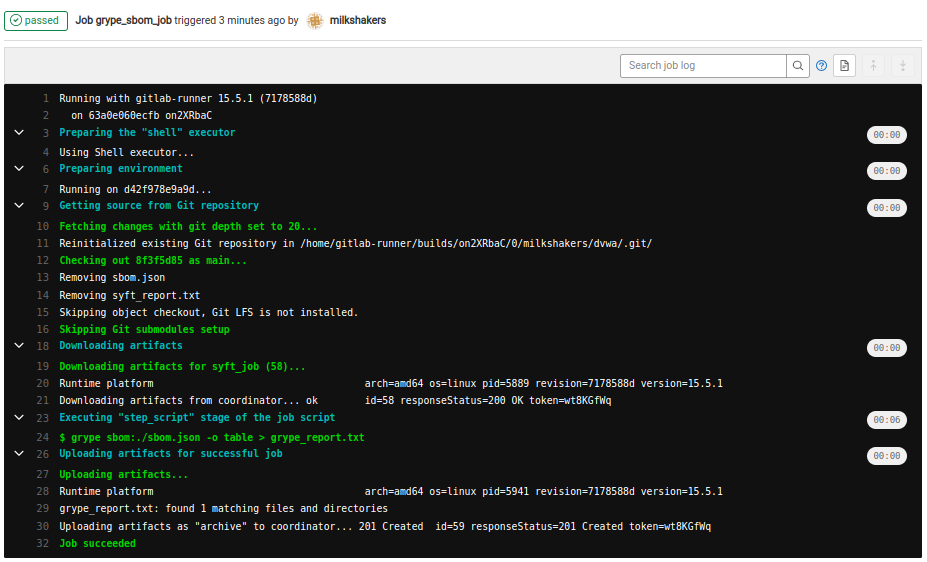 passed Job grype_sbom_job triggered 3 minutes ago by milkshakers
Search job log
1 Running with gitlab-runner 15.5.1 (7178588d)
2 on 63a0e060ecfb on2XRbaC
3 Preparing the "shell" executor 00:00
4 Using Shell executor...
6 Preparing environment 00:00
7 Running on d42f978e9a9d...
9 Getting source from Git repository 00:00
10 Fetching changes with git depth set to 20...
11 Reinitialized existing Git repository in /home/gitlab-runner/builds/on2XRbaC/0/milkshakers/dvwa/.git/
12 Checking out 8f3f5d85 as main...
13 Removing sbom.json
14 Removing syft_report.txt
15 Skipping object checkout, Git LFS is not installed.
16 Skipping Git submodules setup
18 Downloading artifacts 00:00
19 Downloading artifacts for syft_job (58)...
20 Runtime platform arch=amd64 os=linux pid=5889 revision=7178588d version=15.5.1
21 Downloading artifacts from coordinator... ok id=58 responseStatus=200 OK token=wt8KGfWq
23 Executing "step_script" stage of the job script 00:06
24 $ grype sbom:./sbom.json -o table > grype_report.txt
26 Uploading artifacts for successful job 00:00
27 Uploading artifacts...
28 Runtime platform arch=amd64 os=linux pid=5941 revision=7178588d version=15.5.1
29 grype_report.txt: found 1 matching files and directories
30 Uploading artifacts as "archive" to coordinator... 201 Created id=59 responseStatus=201 Created token=wt8KGfWq
32 Job succeeded